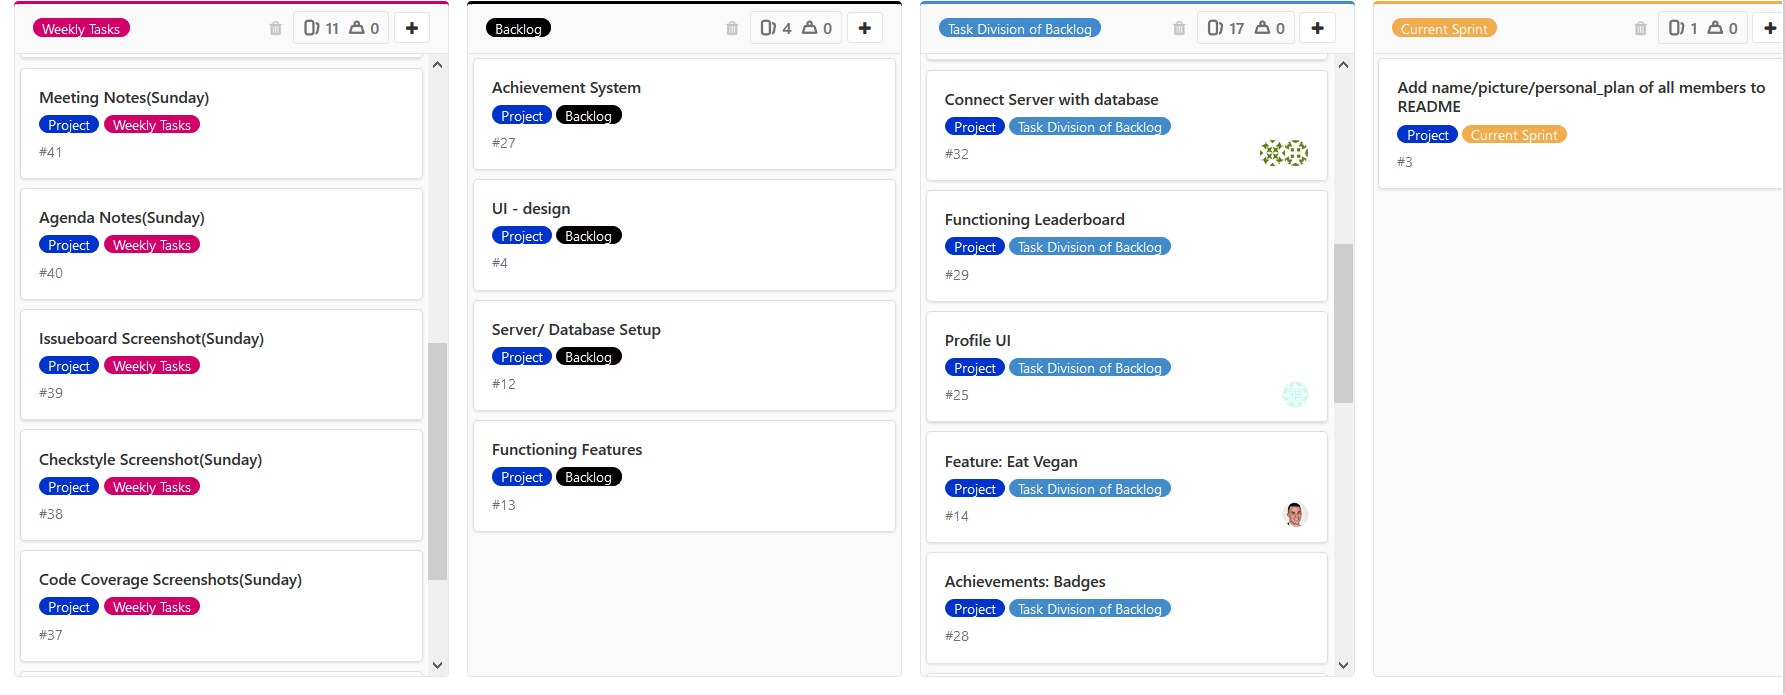 Weekly Tasks 11 0
Meeting Notes(Sunday)
Project Weekly Tasks
#41
Agenda Notes(Sunday)
Project Weekly Tasks
#40
Issueboard Screenshot(Sunday)
Project Weekly Tasks
#39
Checkstyle Screenshot(Sunday)
Project Weekly Tasks
#38
Code Coverage Screenshots(Sunday)
Project Weekly Tasks
#37
Backlog 4 0
Achievement System
Project Backlog
#27
UI - design
Project Backlog
#4
Server/ Database Setup
Project Backlog
#12
Functioning Features
Project Backlog
#13
Task Division of Backlog 17 0
Connect Server with database
Project Task Division of Backlog
#32
Functioning Leaderboard
Project Task Division of Backlog
#29
Profile UI
Project Task Division of Backlog
#25
Feature: Eat Vegan
Project Task Division of Backlog
#14
Achievements: Badges
Project Task Division of Backlog
#28
Current Sprint 1 0
Add name/picture/personal_plan of all members to
README
Project Current Sprint
#3